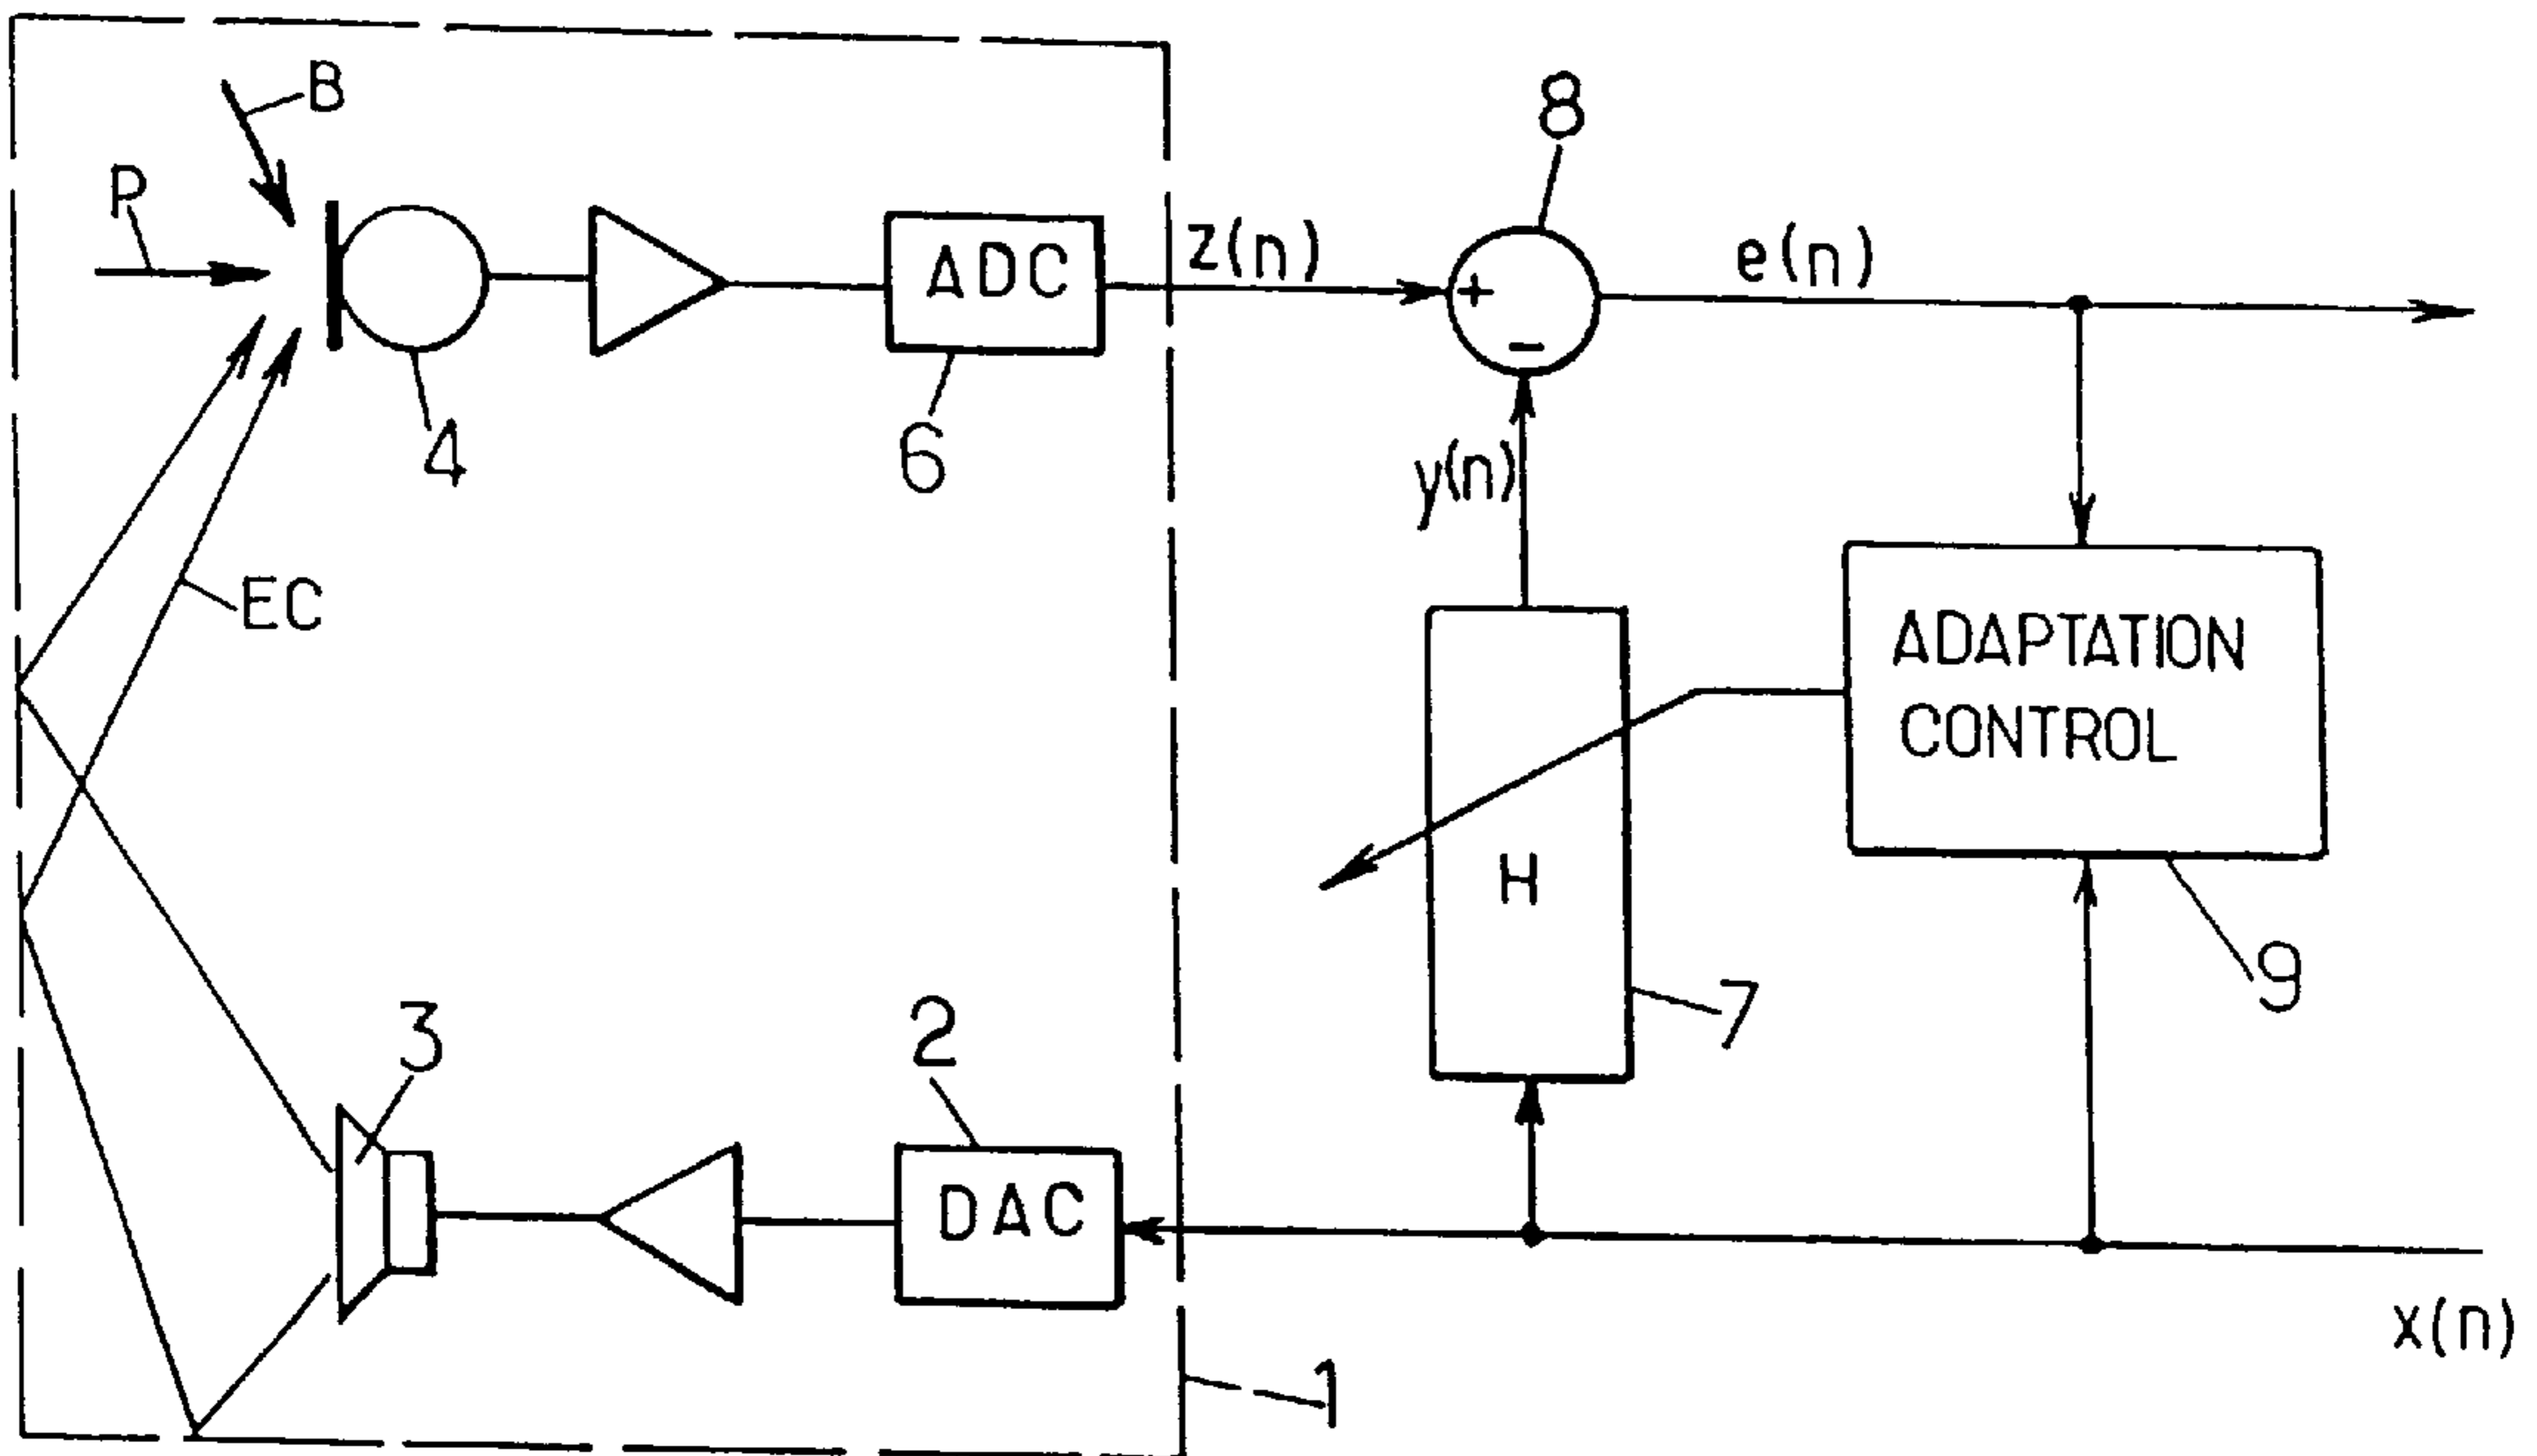 B
8
P
ADC
z(n)
+
-
e(n)
4
6
y(n)
EC
ADAPTATION
CONTROL
H
9
7
3
2
DAC
x(n)
1